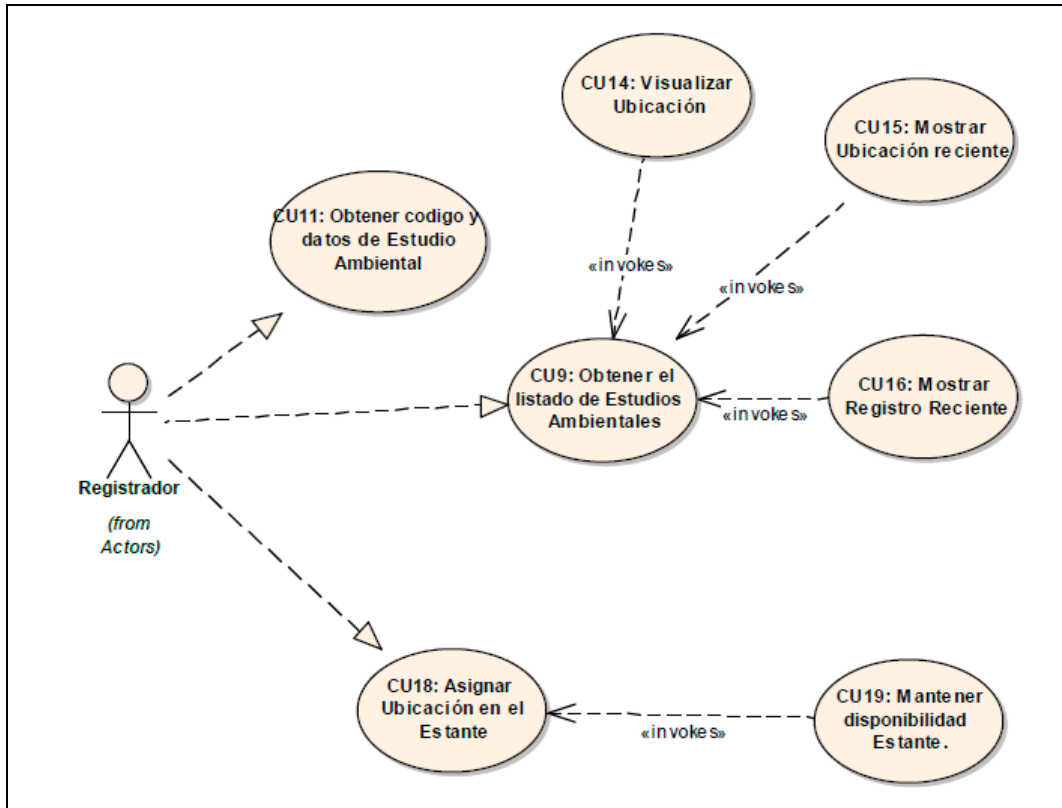 CU14: Visualizar
Ubicación
CU15: Mostrar
Ubicación reciente
CU11: Obtener codigo y
datos de Estudio
Ambiental
«invokes»
«invokes»
CU9: Obtener el
listado de Estudios
Ambientales
CU16: Mostrar
Registro Reciente
«invokes»
Registrador
(from
Actors)
CU18: Asignar
Ubicación en el
Estante
CU19: Mantener
disponibilidad
Estante.
«invokes»